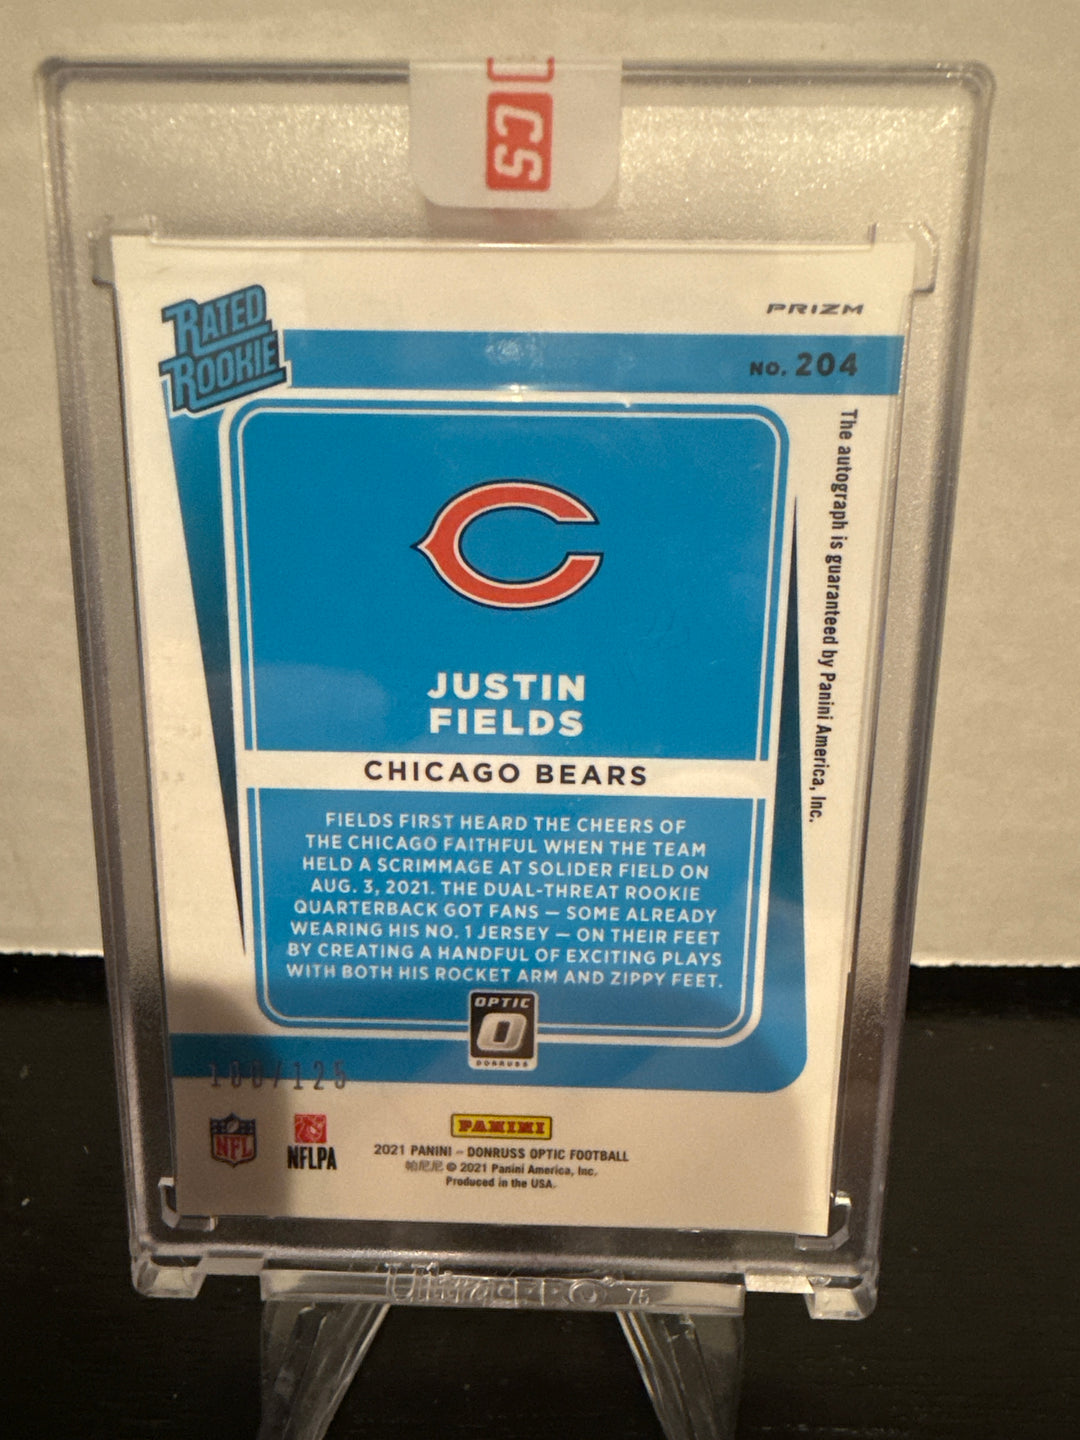 CS
RATED
ROOKIE
PRIZM
NO. 204
The autograph is guaranteed by Panini America, Inc.
JUSTIN
FIELDS
CHICAGO BEARS
FIELDS FIRST HEARD THE CHEERS OF
THE CHICAGO FAITHFUL WHEN THE TEAM
HELD A SCRIMMAGE AT SOLIDER FIELD ON
AUG. 3, 2021. THE DUAL-THREAT ROOKIE
QUARTERBACK GOT FANS — SOME ALREADY
WEARING HIS NO. 1 JERSEY — ON THEIR FEET
BY CREATING A HANDFUL OF EXCITING PLAYS
WITH BOTH HIS ROCKET ARM AND ZIPPY FEET.
OPTIC
DONRUSS
100/125
NFL
NFLPA
PANINI
2021 PANINI – DONRUSS OPTIC FOOTBALL
帕尼尼 © 2021 Panini America, Inc.
Produced in the USA.
Ultra PRO 75